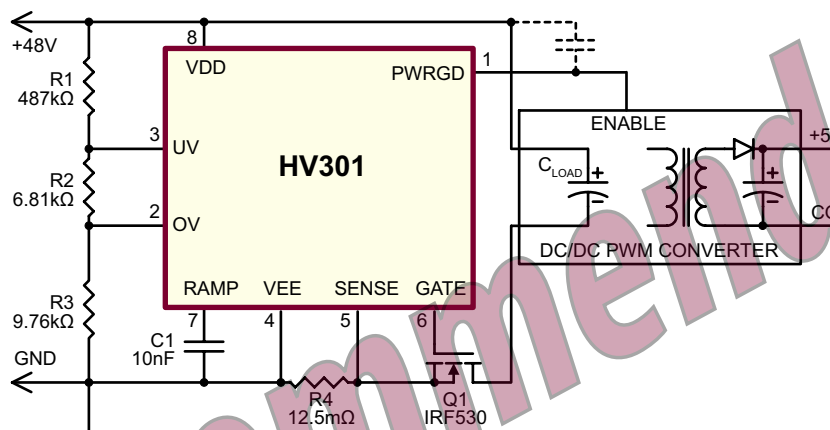 +48V
R1
487kΩ
R2
6.81kΩ
R3
9.76kΩ
GND
8
VDD
PWRGD
1
3
UV
2
OV
HV301
RAMP
VEE
SENSE
GATE
7
4
5
6
C1
10nF
R4
12.5mΩ
Q1
IRF530
ENABLE
CLOAD
+
-
+
-
DC/DC PWM CONVERTER
+5